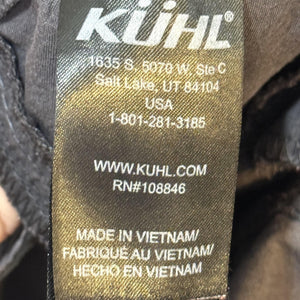 KÜHL®
1635 S. 5070 W. Ste C
Salt Lake, UT 84104
USA
1-801-281-3185
WWW.KUHL.COM
RN#108846
MADE IN VIETNAM/
FABRIQUÉ AU VIETNAM/
HECHO EN VIETNAM